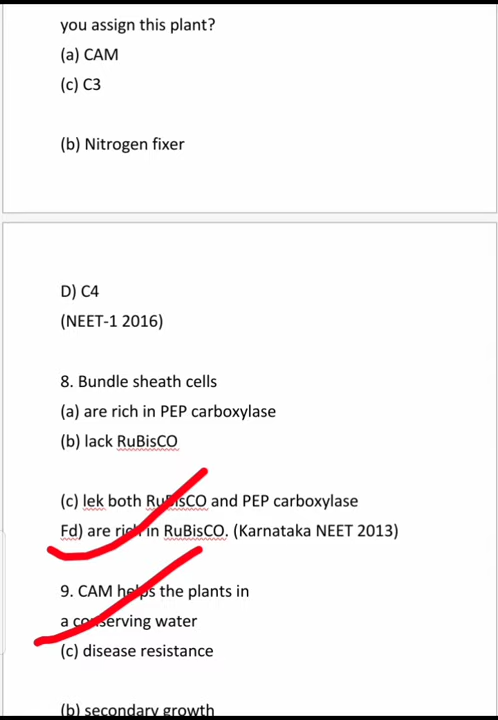 you assign this plant?
(a) CAM
(c) C3
(b) Nitrogen fixer
D) C4
(NEET-1 2016)
8. Bundle sheath cells
(a) are rich in PEP carboxylase
(b) lack RuBisCO
(c) lek both RuBisCO and PEP carboxylase
Fd) are rich in RuBisCO. (Karnataka NEET 2013)
9. CAM helps the plants in
a conserving water
(c) disease resistance
(b) secondary growth